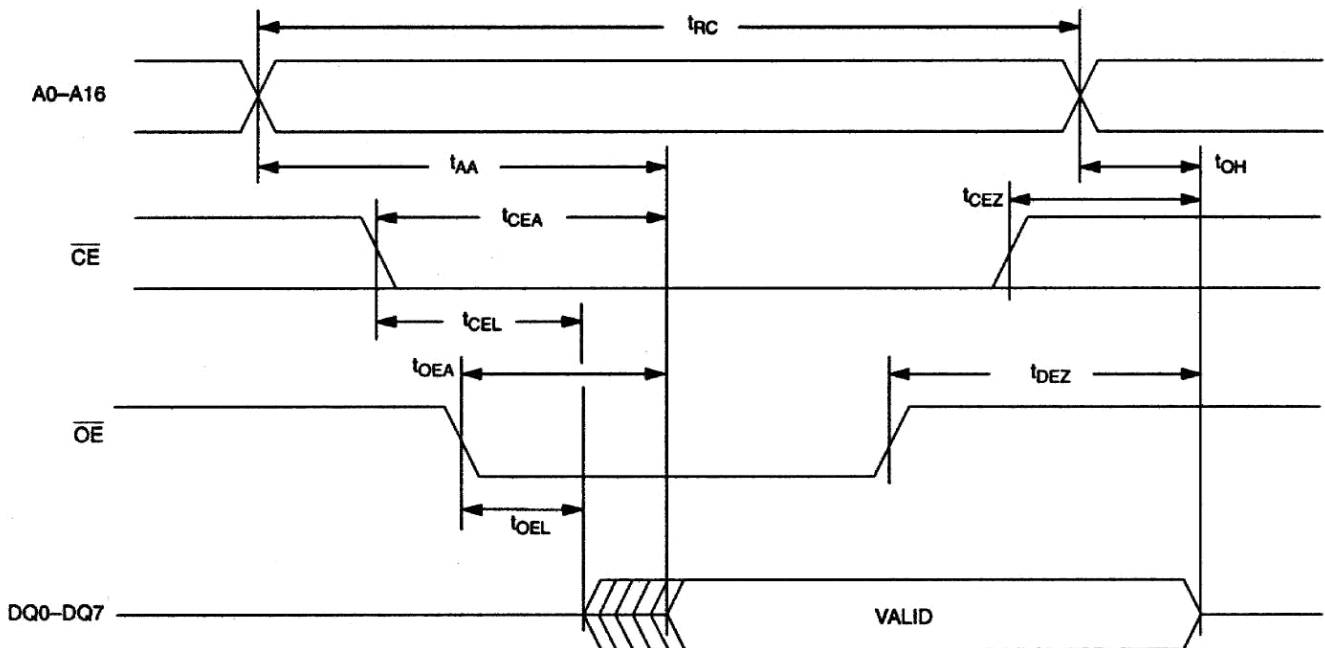 tRC
A0–A16
tAA
tOH
tCEA
tCEZ
CE
tCEL
tOEA
tDEZ
OE
tOEL
DQ0–DQ7
VALID